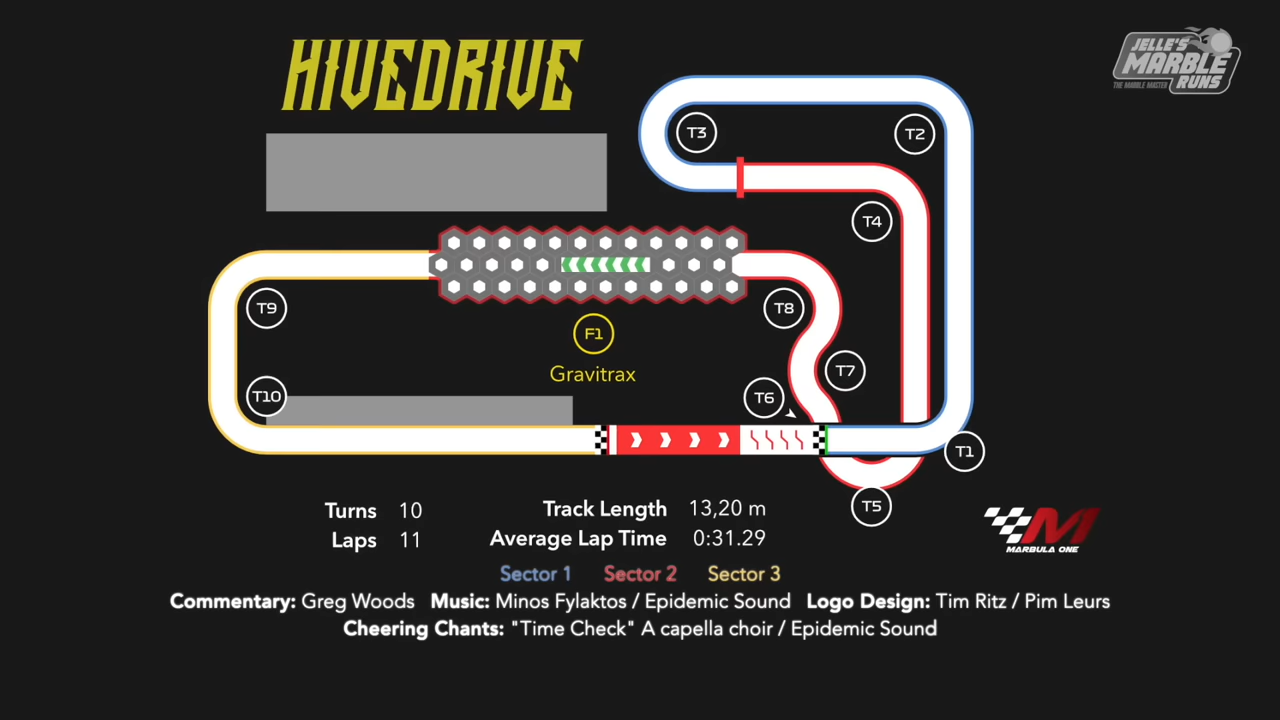 HIVEDRIVE
JELLE'S
MARBLE
RUNS
THE MARBLE MASTER
T3
T2
T4
T9
F1
T8
Gravitrax
T7
T10
T6
T1
T5
Turns 10
Track Length 13,20 m
Laps 11
Average Lap Time 0:31.29
M
MARBULA ONE
Sector 1 Sector 2 Sector 3
Commentary: Greg Woods Music: Minos Fylaktos / Epidemic Sound Logo Design: Tim Ritz / Pim Leurs
Cheering Chants: "Time Check" A capella choir / Epidemic Sound